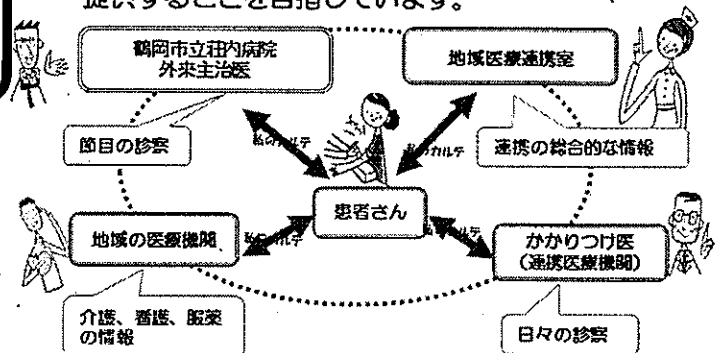 提供することを目指しています。
鶴岡市立荘内病院
外来主治医
地域医療連携室
節目の診察
私のカルテ
私のカルテ
連携の総合的な情報
患者さん
地域の医療機関
私のカルテ
私のカルテ
かかりつけ医
（連携医療機関）
介護、看護、服薬
の情報
日々の診察